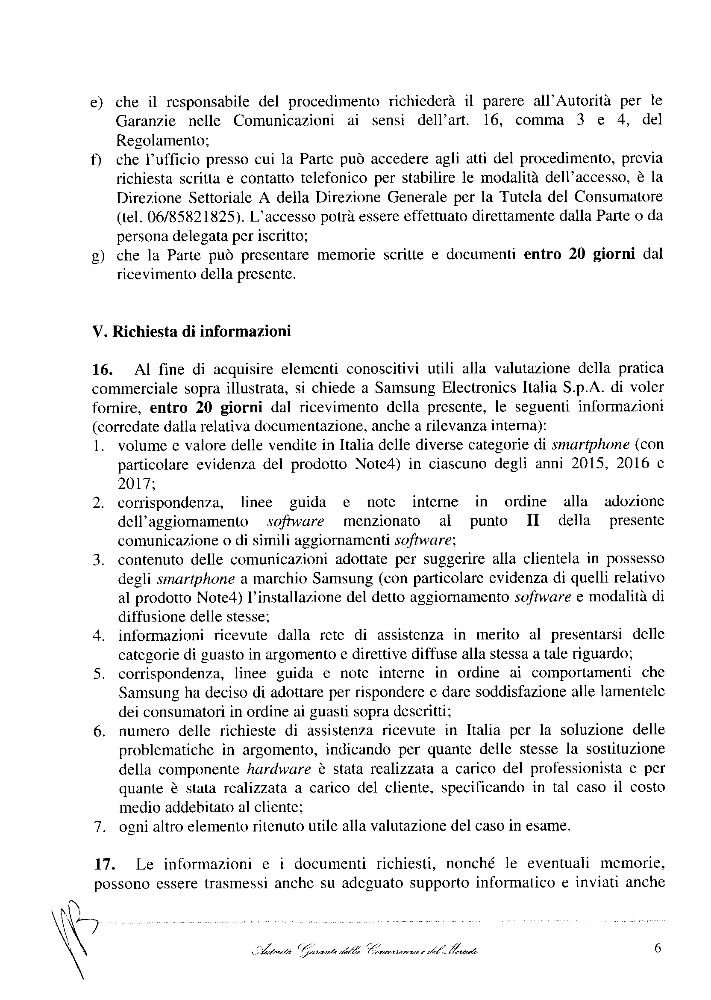 e) che il responsabile del procedimento richiederà il parere all'Autorità per le
Garanzie nelle Comunicazioni ai sensi dell'art. 16, comma 3 e 4, del
Regolamento;
f) che l'ufficio presso cui la Parte può accedere agli atti del procedimento, previa
richiesta scritta e contatto telefonico per stabilire le modalità dell'accesso, è la
Direzione Settoriale A della Direzione Generale per la Tutela del Consumatore
(tel. 06/85821825). L'accesso potrà essere effettuato direttamente dalla Parte o da
persona delegata per iscritto;
g) che la Parte può presentare memorie scritte e documenti entro 20 giorni dal
ricevimento della presente.
V. Richiesta di informazioni
16. Al fine di acquisire elementi conoscitivi utili alla valutazione della pratica
commerciale sopra illustrata, si chiede a Samsung Electronics Italia S.p.A. di voler
fornire, entro 20 giorni dal ricevimento della presente, le seguenti informazioni
(corredate dalla relativa documentazione, anche a rilevanza interna):
1. volume e valore delle vendite in Italia delle diverse categorie di smartphone (con
particolare evidenza del prodotto Note4) in ciascuno degli anni 2015, 2016 e
2017;
2. corrispondenza, linee guida e note interne in ordine alla adozione
dell'aggiornamento software menzionato al punto II della presente
comunicazione o di simili aggiornamenti software;
3. contenuto delle comunicazioni adottate per suggerire alla clientela in possesso
degli smartphone a marchio Samsung (con particolare evidenza di quelli relativo
al prodotto Note4) l'installazione del detto aggiornamento software e modalità di
diffusione delle stesse;
4. informazioni ricevute dalla rete di assistenza in merito al presentarsi delle
categorie di guasto in argomento e direttive diffuse alla stessa a tale riguardo;
5. corrispondenza, linee guida e note interne in ordine ai comportamenti che
Samsung ha deciso di adottare per rispondere e dare soddisfazione alle lamentele
dei consumatori in ordine ai guasti sopra descritti;
6. numero delle richieste di assistenza ricevute in Italia per la soluzione delle
problematiche in argomento, indicando per quante delle stesse la sostituzione
della componente hardware è stata realizzata a carico del professionista e per
quante è stata realizzata a carico del cliente, specificando in tal caso il costo
medio addebitato al cliente;
7. ogni altro elemento ritenuto utile alla valutazione del caso in esame.
17. Le informazioni e i documenti richiesti, nonché le eventuali memorie,
possono essere trasmessi anche su adeguato supporto informatico e inviati anche
Autorità Garante della Concorrenza e del Mercato
6